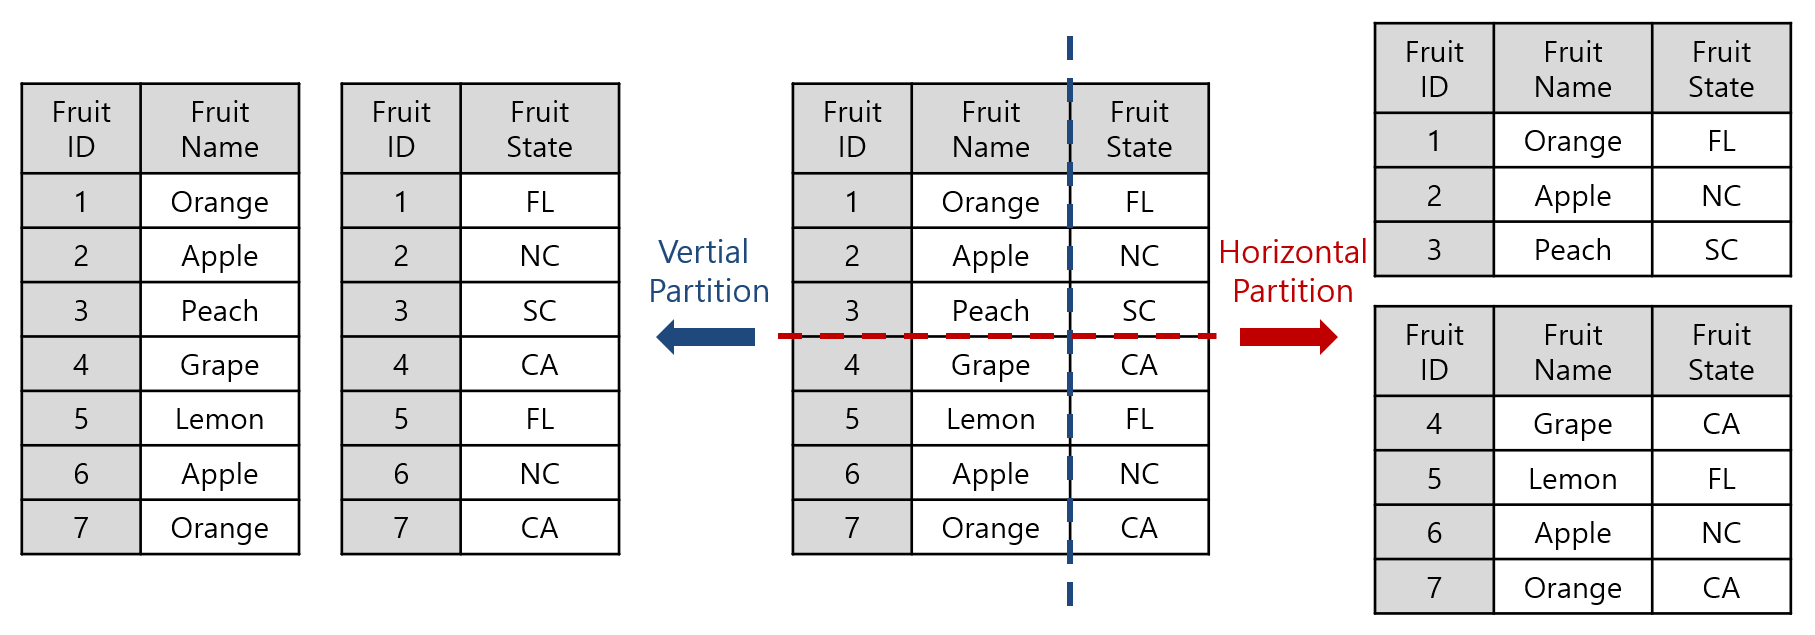 Fruit ID Fruit Name
1 Orange
2 Apple
3 Peach
4 Grape
5 Lemon
6 Apple
7 Orange
Fruit ID Fruit State
1 FL
2 NC
3 SC
4 CA
5 FL
6 NC
7 CA
Vertial
Partition
Fruit ID Fruit Name Fruit State
1 Orange FL
2 Apple NC
3 Peach SC
4 Grape CA
5 Lemon FL
6 Apple NC
7 Orange CA
Horizontal
Partition
Fruit ID Fruit Name Fruit State
1 Orange FL
2 Apple NC
3 Peach SC
Fruit ID Fruit Name Fruit State
4 Grape CA
5 Lemon FL
6 Apple NC
7 Orange CA